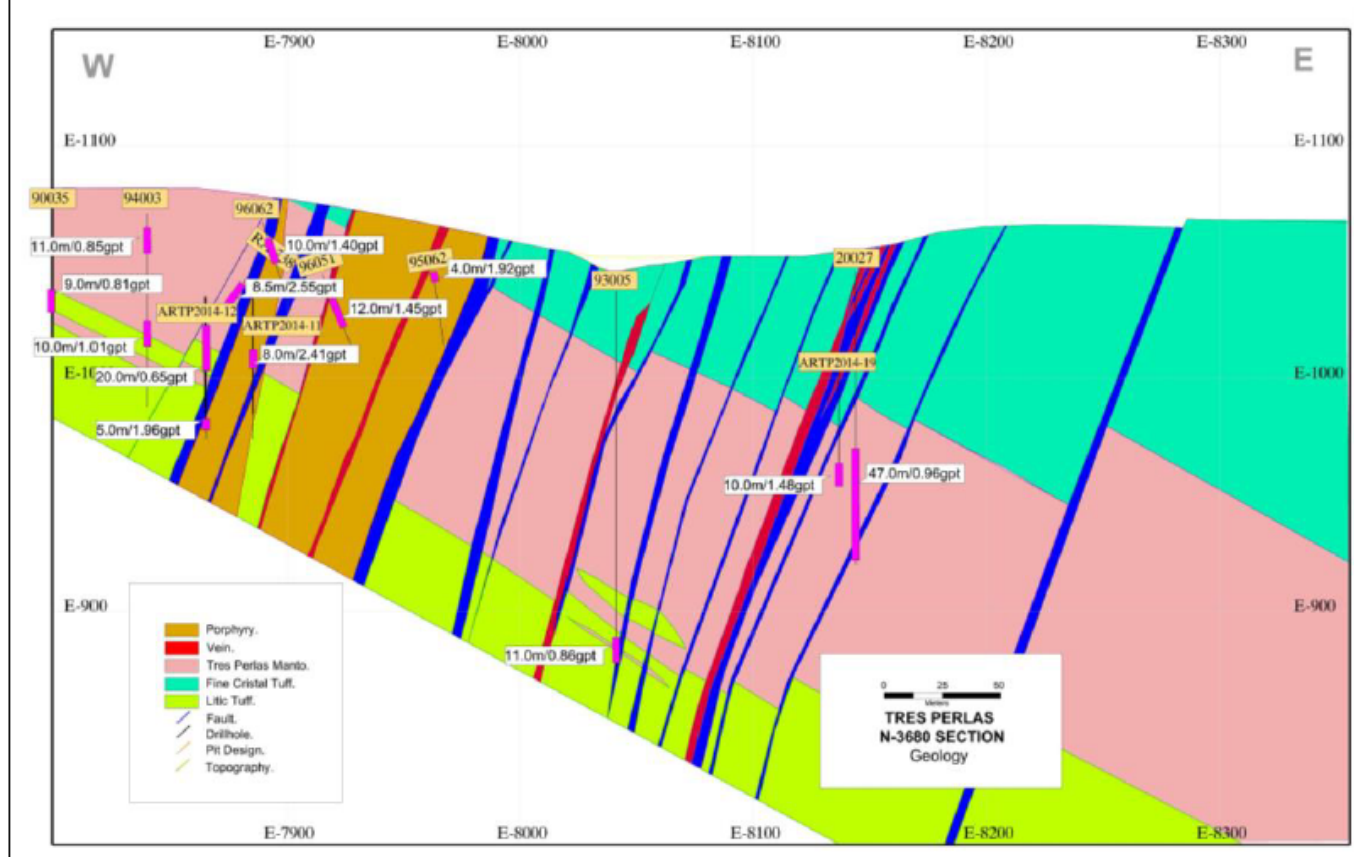 E-7900 E-8000 E-8100 E-8200 E-8300
W E
E-1100 E-1100
90035 94003
96062
11.0m/0.85gpt
10.0m/1.40gpt
20027
96051
95062
4.0m/1.92gpt
93005
9.0m/0.81gpt
8.5m/2.55gpt
ARTP2014-12
12.0m/1.45gpt
ARTP2014-11
10.0m/1.01gpt
8.0m/2.41gpt
ARTP2014-19
E-1000
20.0m/0.65gpt
5.0m/1.96gpt
47.0m/0.96gpt
10.0m/1.48gpt
E-900 E-900
Porphyry.
Vein.
Tres Perlas Manto.
Fine Cristal Tuff.
Litic Tuff.
Fault.
Drillhole.
Pit Design.
Topography.
11.0m/0.86gpt
0 25 50
Meters
TRES PERLAS
N-3680 SECTION
Geology
E-7900 E-8000 E-8100 E-8200 E-8300